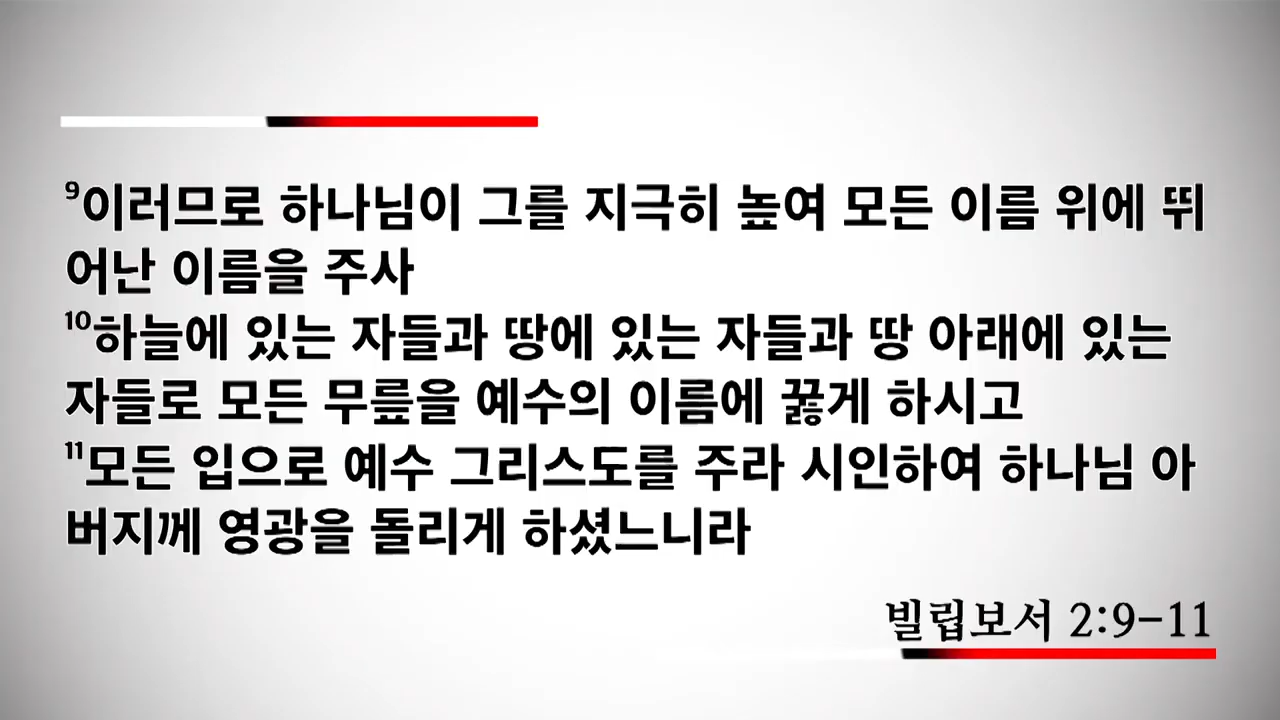 ⁹이러므로 하나님이 그를 지극히 높여 모든 이름 위에 뛰
어난 이름을 주사
¹⁰하늘에 있는 자들과 땅에 있는 자들과 땅 아래에 있는
자들로 모든 무릎을 예수의 이름에 꿇게 하시고
¹¹모든 입으로 예수 그리스도를 주라 시인하여 하나님 아
버지께 영광을 돌리게 하셨느니라
빌립보서 2:9-11